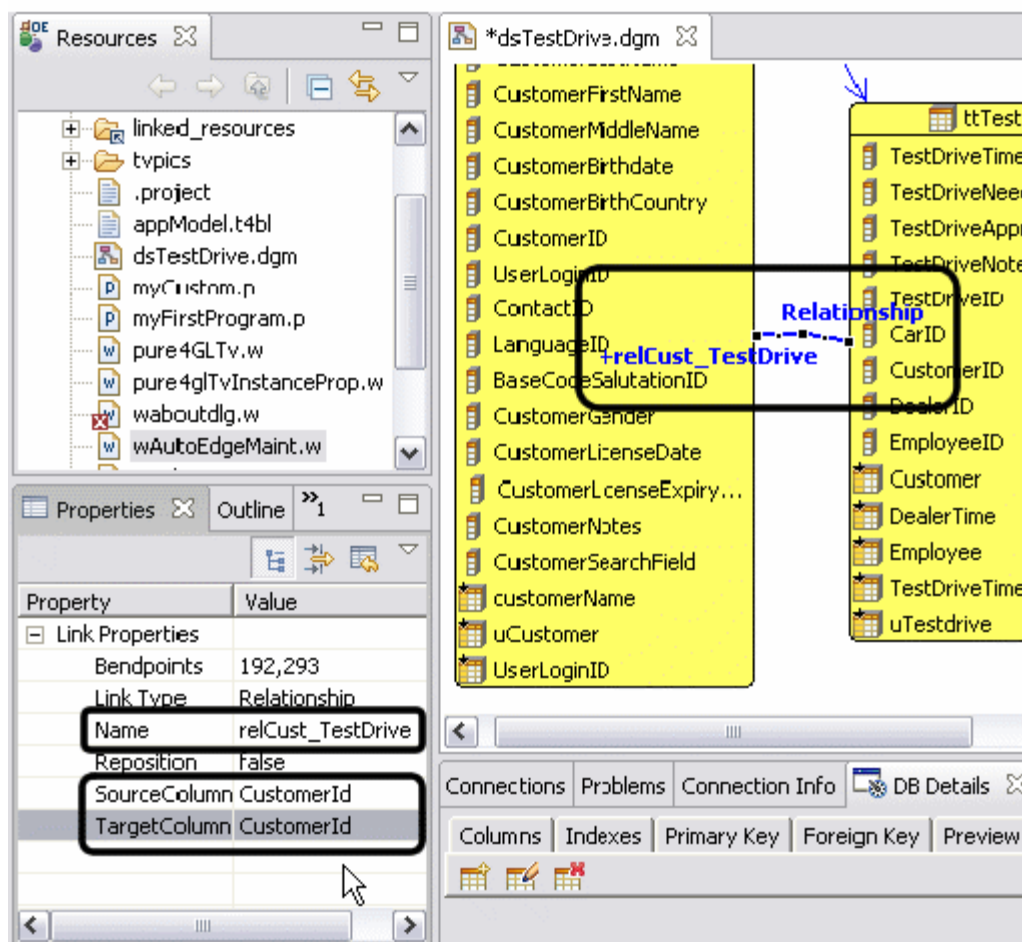 Resources
linked_resources
tvpics
.project
appModel.t4bl
dsTestDrive.dgm
myCustom.p
myFirstProgram.p
pure4GLTv.w
pure4glTvInstanceProp.w
waboutdlg.w
wAutoEdgeMaint.w
Properties Outline 1
Property Value
Link Properties
Bendpoints 192,293
Link Type Relationship
Name relCust_TestDrive
Reposition false
SourceColumn CustomerId
TargetColumn CustomerId
*dsTestDrive.dgm
CustomerFirstName
CustomerMiddleName
CustomerBirthdate
CustomerBirthCountry
CustomerID
UserLoginID
ContactID
LanguageID
BaseCodeSalutationID
CustomerGender
CustomerLicenseDate
CustomerLicenseExpiry...
CustomerNotes
CustomerSearchField
customerName
uCustomer
UserLoginID
Relationship
+relCust_TestDrive
ttTest
TestDriveTime
TestDriveNeed
TestDriveAppr
TestDriveNote
TestDriveID
CarID
CustomerID
DealerID
EmployeeID
Customer
DealerTime
Employee
TestDriveTime
uTestdrive
Connections Problems Connection Info DB Details
Columns Indexes Primary Key Foreign Key Preview